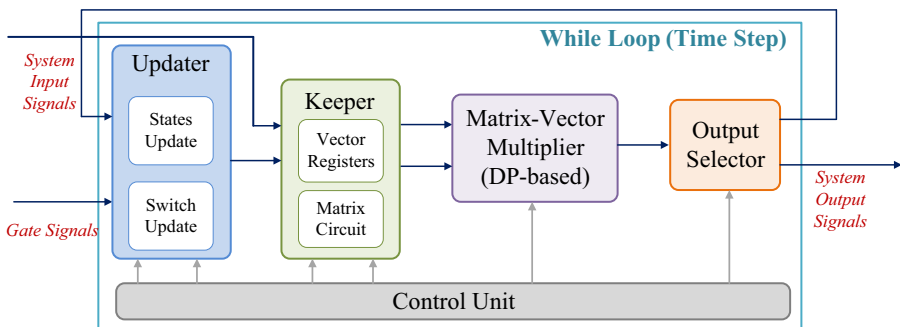 While Loop (Time Step)
System
Input
Signals
Gate Signals
Updater
States
Update
Switch
Update
Keeper
Vector
Registers
Matrix
Circuit
Matrix-Vector
Multiplier
(DP-based)
Output
Selector
System
Output
Signals
Control Unit